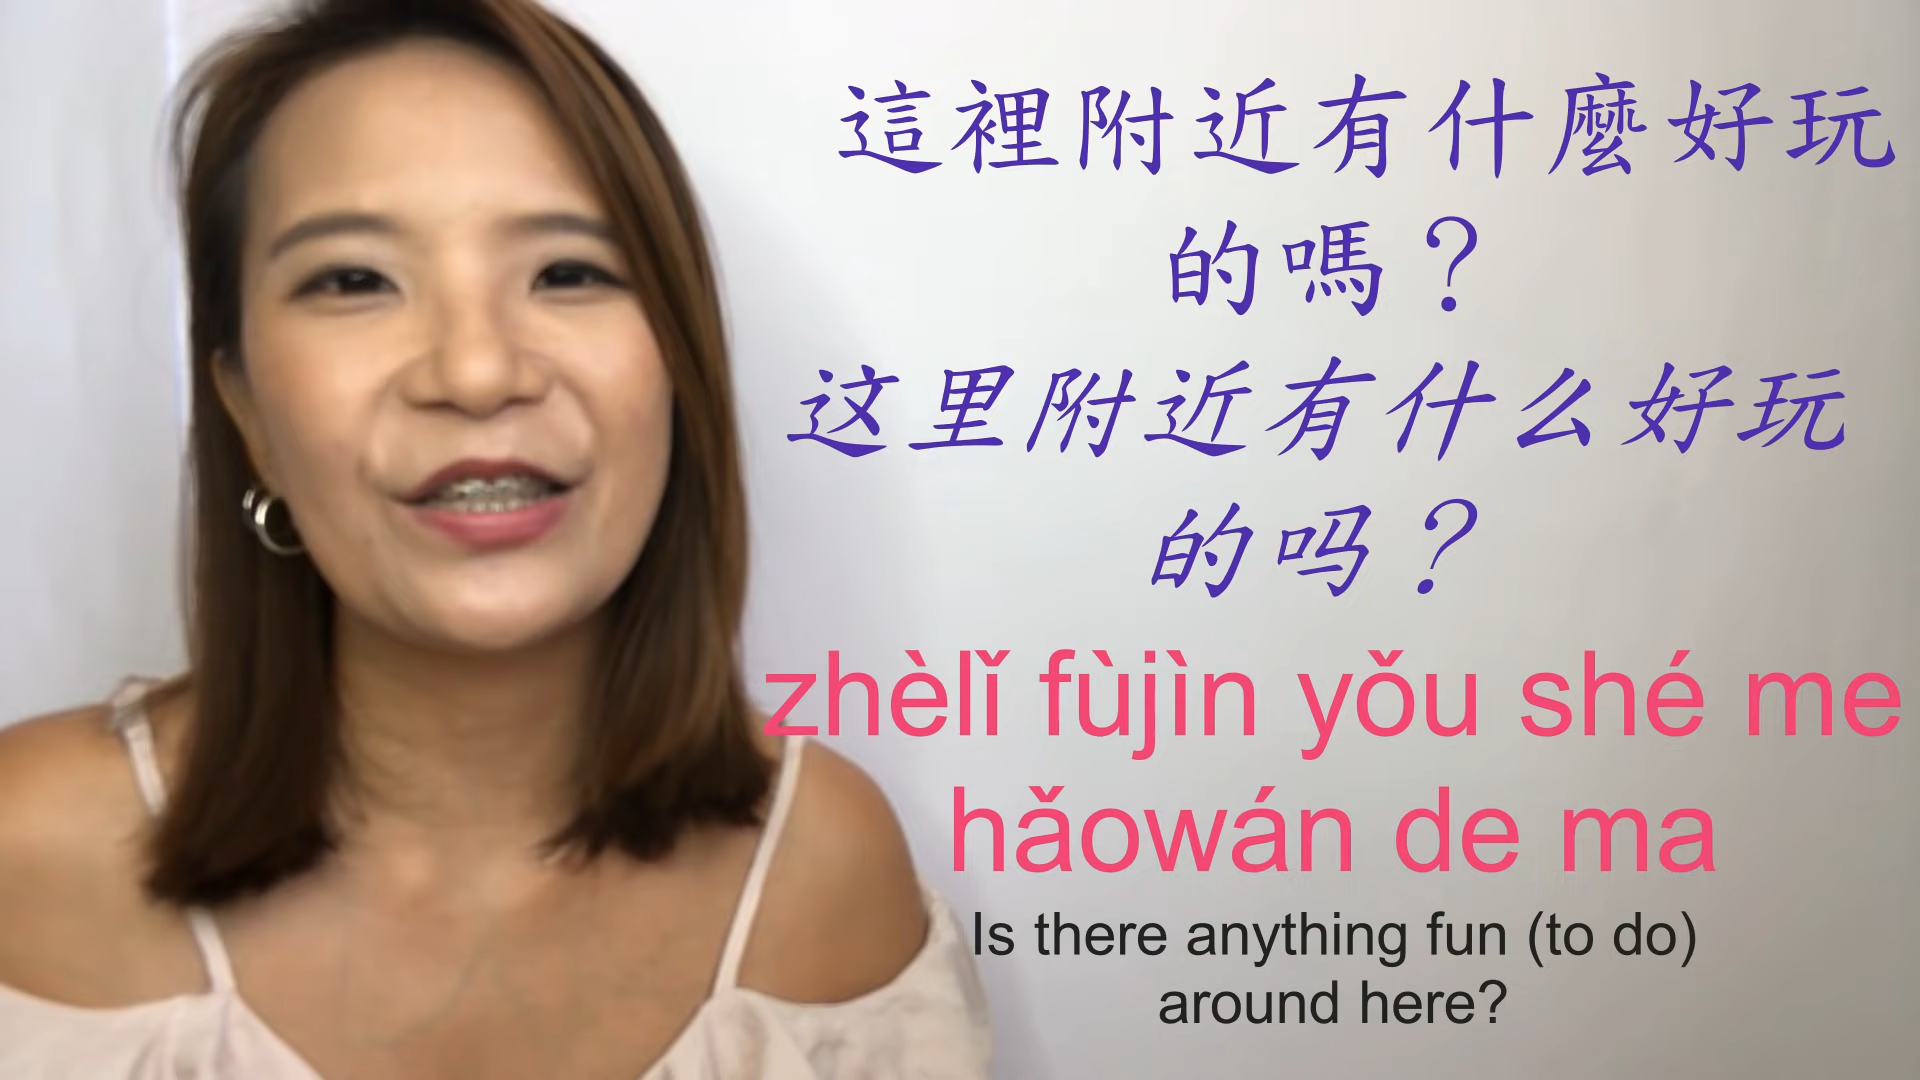 這裡附近有什麼好玩
的嗎？
这里附近有什么好玩
的吗？
zhèlǐ fùjìn yǒu shé me
hǎowán de ma
Is there anything fun (to do)
around here?